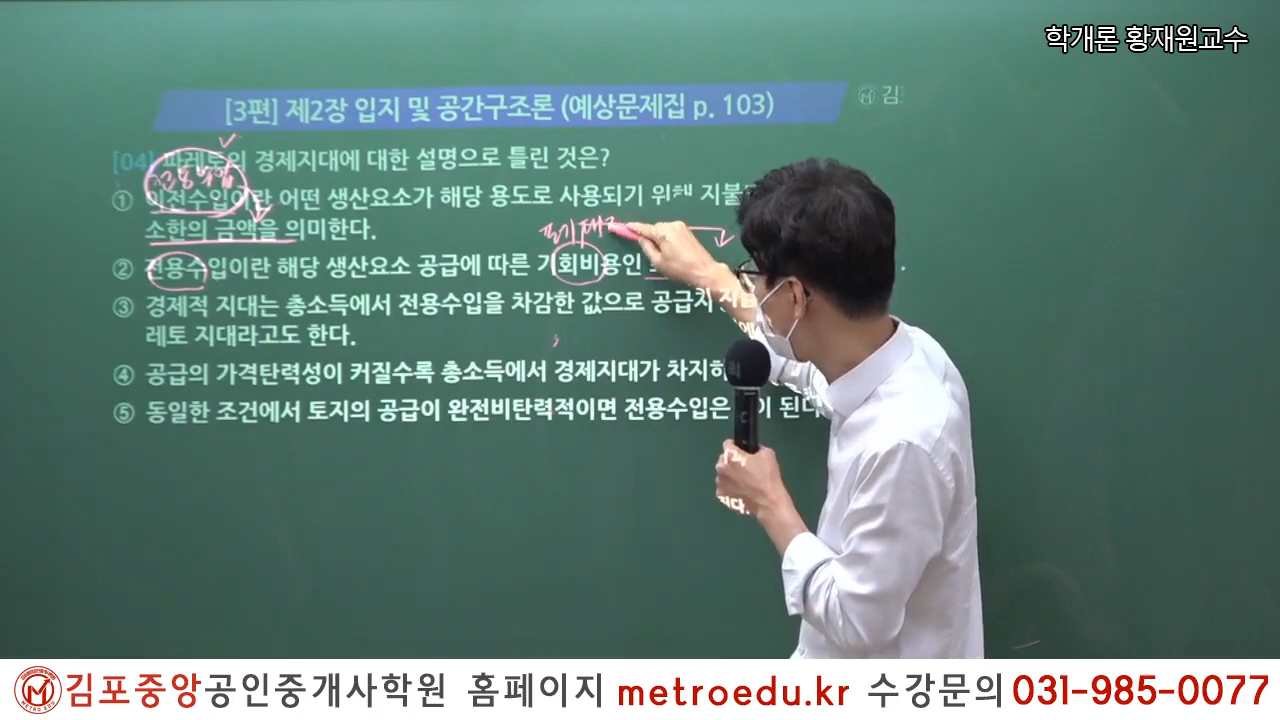 학개론 황재원교수
[3편] 제2장 입지 및 공간구조론 (예상문제집 p. 103)
김
[04] 파레토의 경제지대에 대한 설명으로 틀린 것은?
전용수입
① 이전수입이란 어떤 생산요소가 해당 용도로 사용되기 위해 지불
소한의 금액을 의미한다.
② 전용수입이란 해당 생산요소 공급에 따른 기회비용인
③ 경제적 지대는 총소득에서 전용수입을 차감한 값으로 공급자
레토 지대라고도 한다.
④ 공급의 가격탄력성이 커질수록 총소득에서 경제지대가 차지하
⑤ 동일한 조건에서 토지의 공급이 완전비탄력적이면 전용수입은 이 된다
METRO EDU
김포중앙공인중개사학원 홈페이지 metroedu.kr 수강문의 031-985-0077